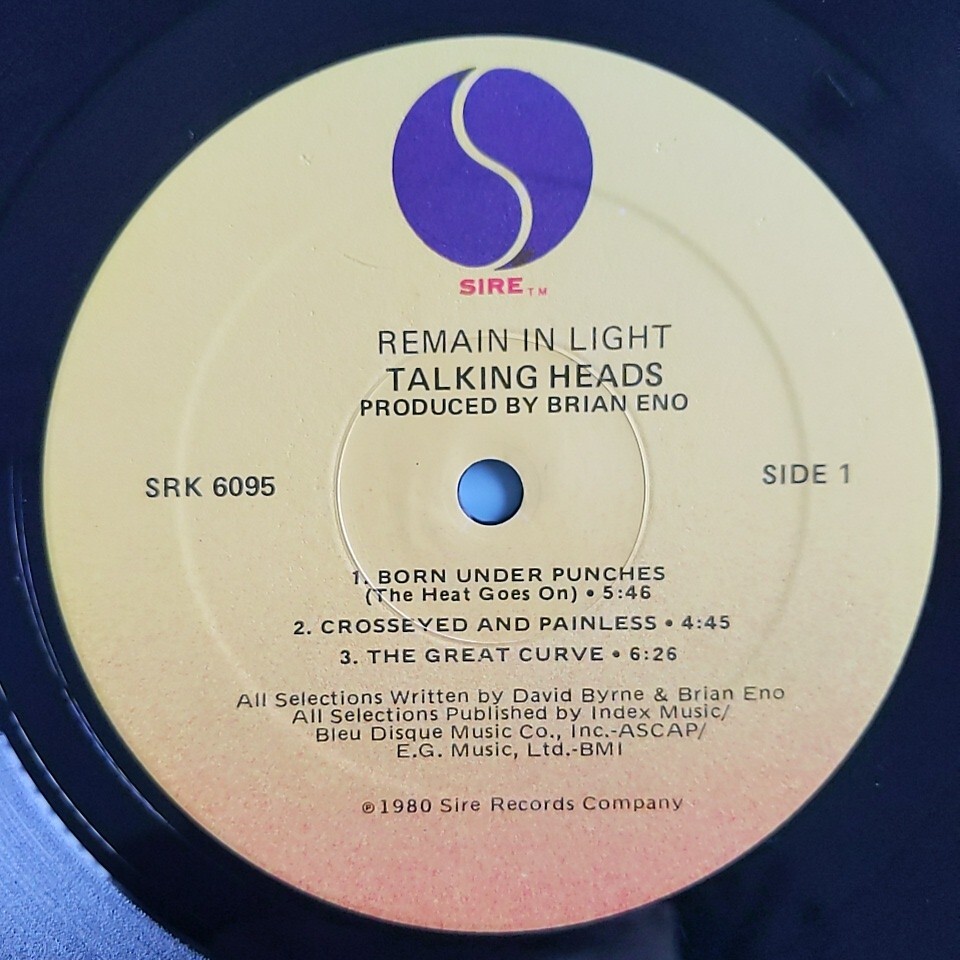 SIRE TM
REMAIN IN LIGHT
TALKING HEADS
PRODUCED BY BRIAN ENO
SRK 6095
SIDE 1
1. BORN UNDER PUNCHES
(The Heat Goes On) • 5:46
2. CROSSEYED AND PAINLESS • 4:45
3. THE GREAT CURVE • 6:26
All Selections Written by David Byrne & Brian Eno
All Selections Published by Index Music/
Bleu Disque Music Co., Inc.-ASCAP/
E.G. Music, Ltd.-BMI
℗1980 Sire Records Company